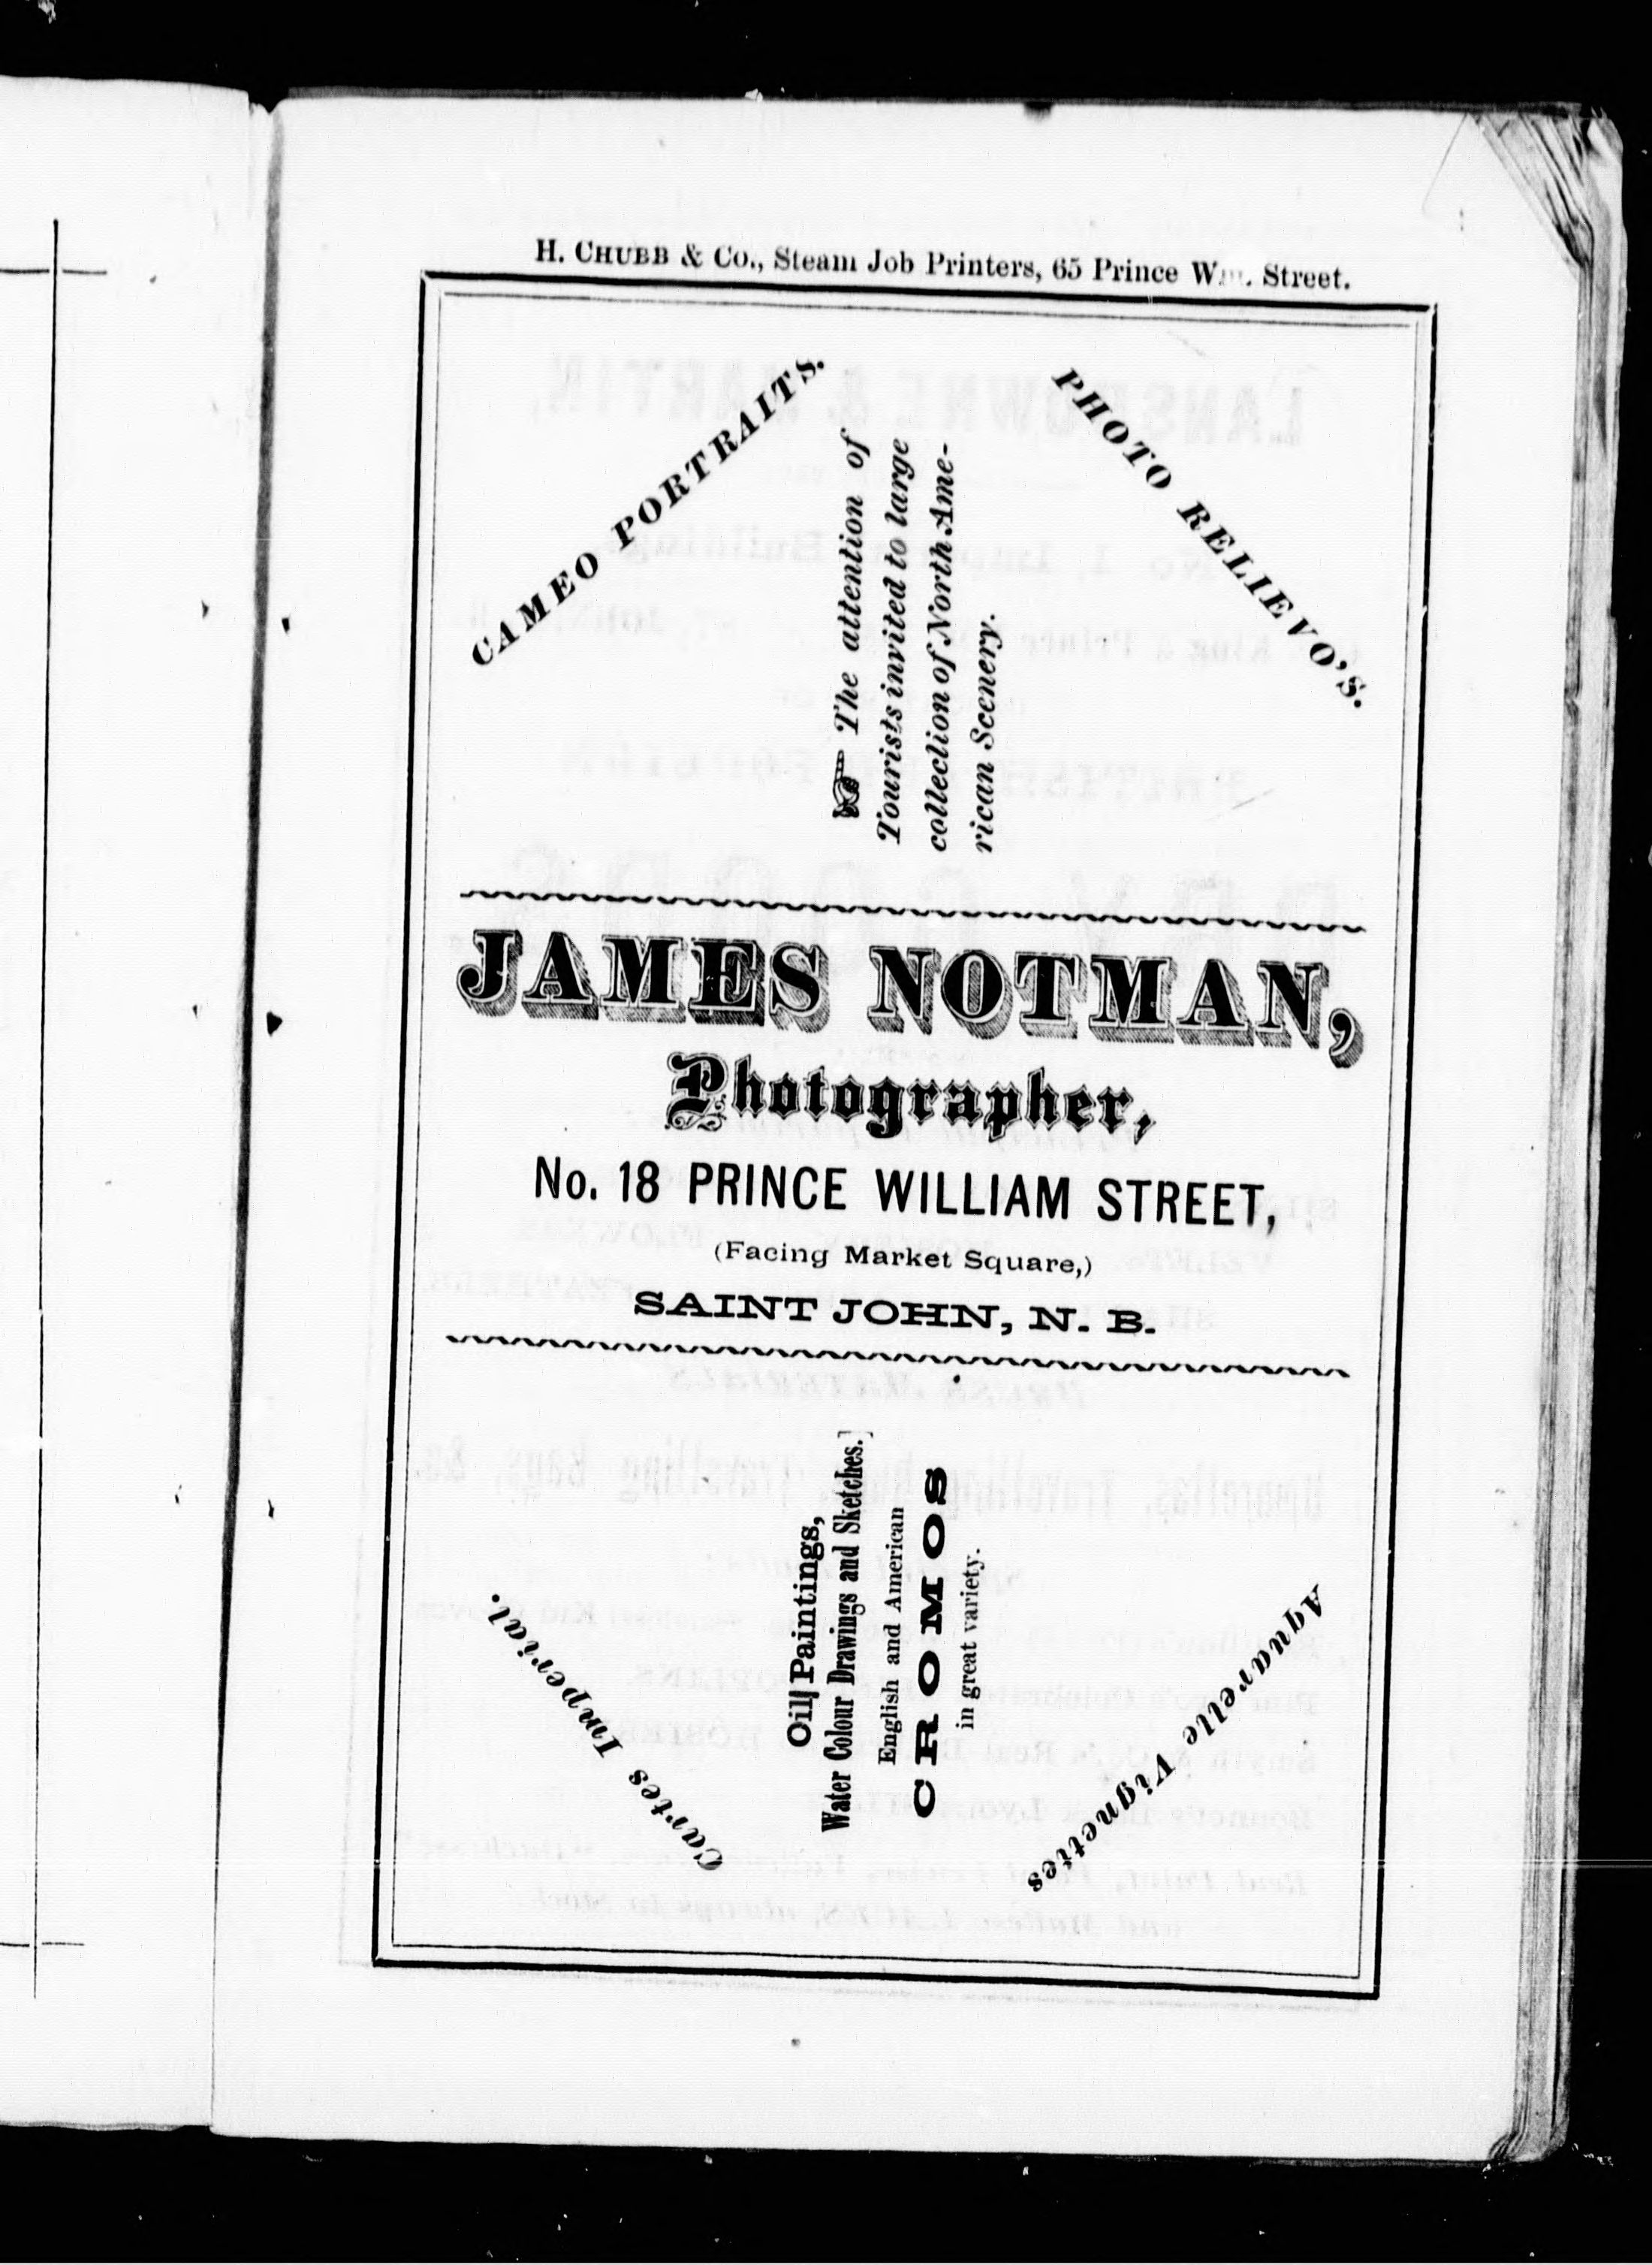 H. CHUBB & Co., Steam Job Printers, 65 Prince Wm. Street.
CAMEO PORTRAITS.
☞ The attention of
Tourists invited to large
collection of North Ame-
rican Scenery.
PHOTO RELIEVO'S.
JAMES NOTMAN,
Photographer,
No. 18 PRINCE WILLIAM STREET,
(Facing Market Square,)
SAINT JOHN, N. B.
Cartes Imperial.
Oil Paintings,
Water Colour Drawings and Sketches.]
English and American
CROMOS
in great variety.
Aquarelle Vignettes